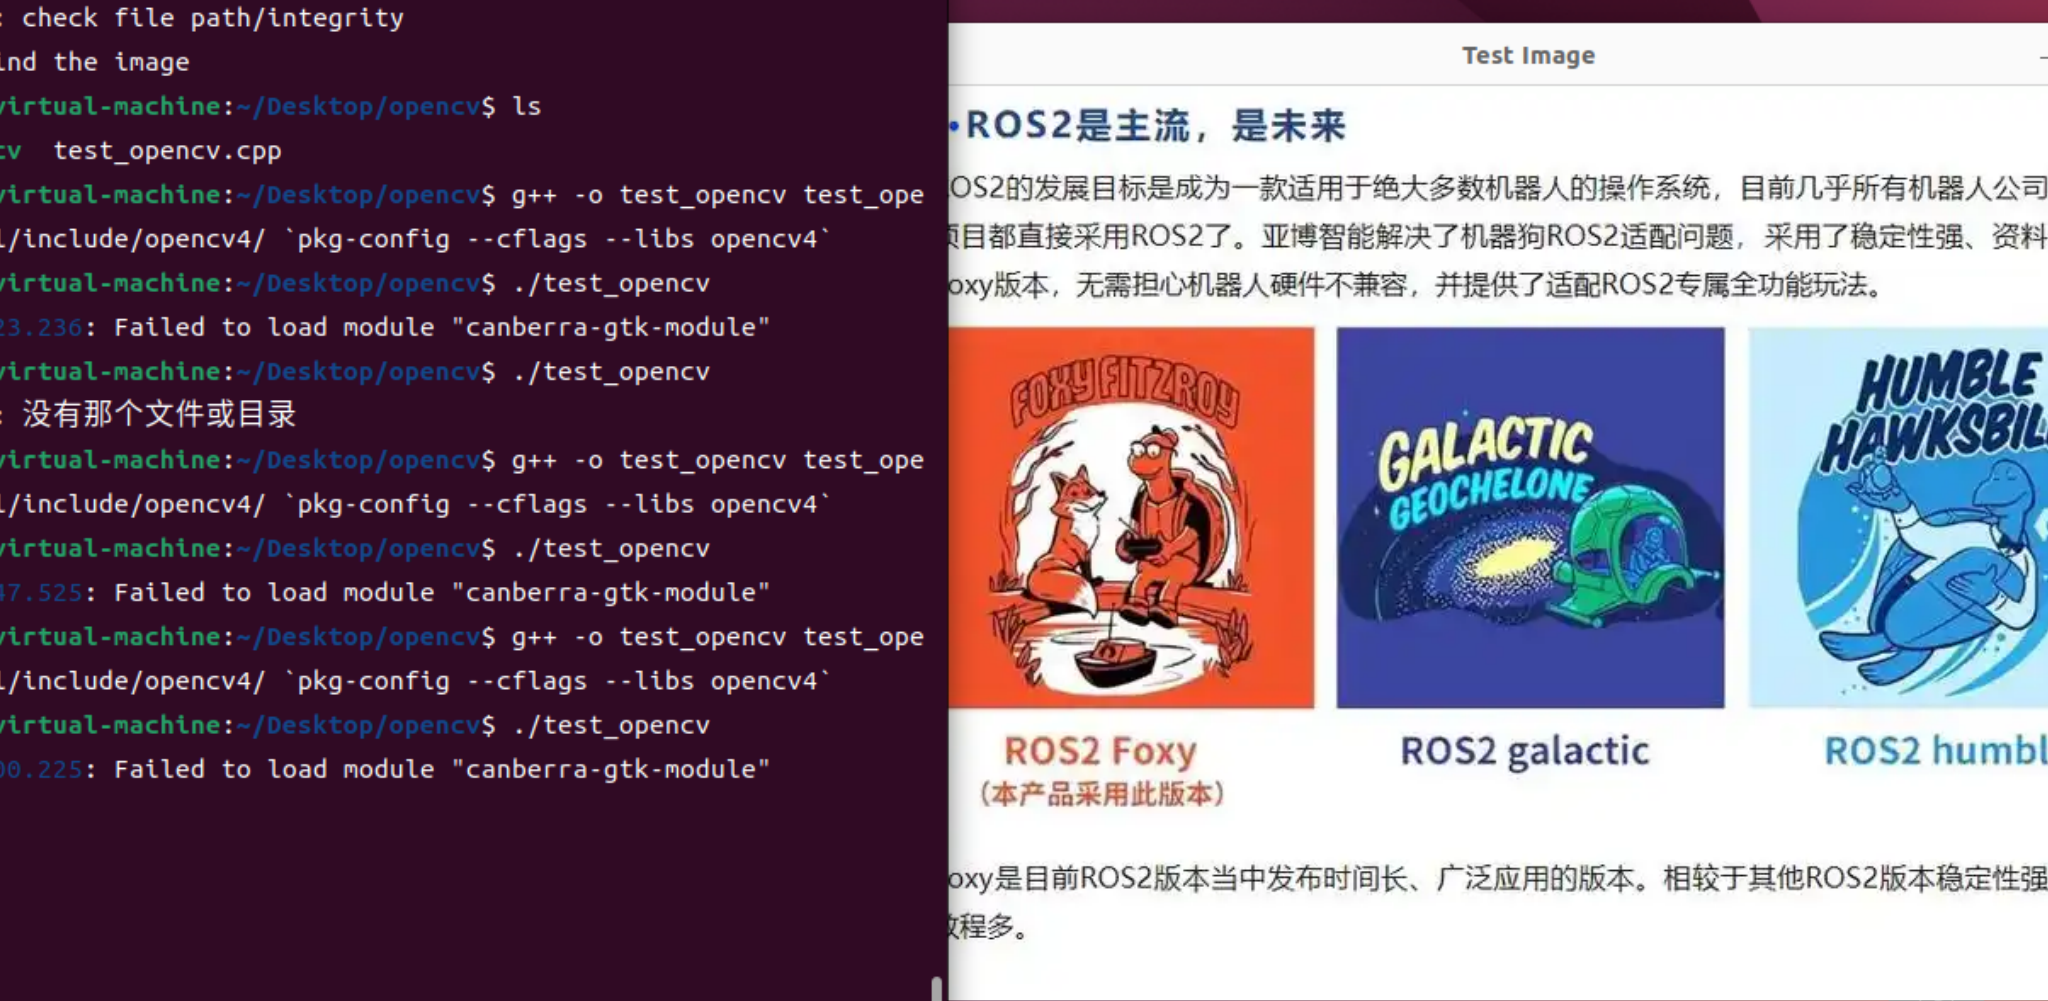 : check file path/integrity
ind the image
virtual-machine:~/Desktop/opencv$ ls
cv test_opencv.cpp
virtual-machine:~/Desktop/opencv$ g++ -o test_opencv test_ope
l/include/opencv4/ `pkg-config --cflags --libs opencv4`
virtual-machine:~/Desktop/opencv$ ./test_opencv
23.236: Failed to load module "canberra-gtk-module"
virtual-machine:~/Desktop/opencv$ ./test_opencv
: 没有那个文件或目录
virtual-machine:~/Desktop/opencv$ g++ -o test_opencv test_ope
l/include/opencv4/ `pkg-config --cflags --libs opencv4`
virtual-machine:~/Desktop/opencv$ ./test_opencv
47.525: Failed to load module "canberra-gtk-module"
virtual-machine:~/Desktop/opencv$ g++ -o test_opencv test_ope
l/include/opencv4/ `pkg-config --cflags --libs opencv4`
virtual-machine:~/Desktop/opencv$ ./test_opencv
00.225: Failed to load module "canberra-gtk-module"
Test Image
•ROS2是主流，是未来
OS2的发展目标是成为一款适用于绝大多数机器人的操作系统，目前几乎所有机器人公司
项目都直接采用ROS2了。亚博智能解决了机器狗ROS2适配问题，采用了稳定性强、资料
oxy版本，无需担心机器人硬件不兼容，并提供了适配ROS2专属全功能玩法。
FOXY FITZROY
GALACTIC
GEOCHELONE
HUMBLE
HAWKSBIL
ROS2 Foxy
（本产品采用此版本）
ROS2 galactic
ROS2 humbl
oxy是目前ROS2版本当中发布时间长、广泛应用的版本。相较于其他ROS2版本稳定性强
教程多。